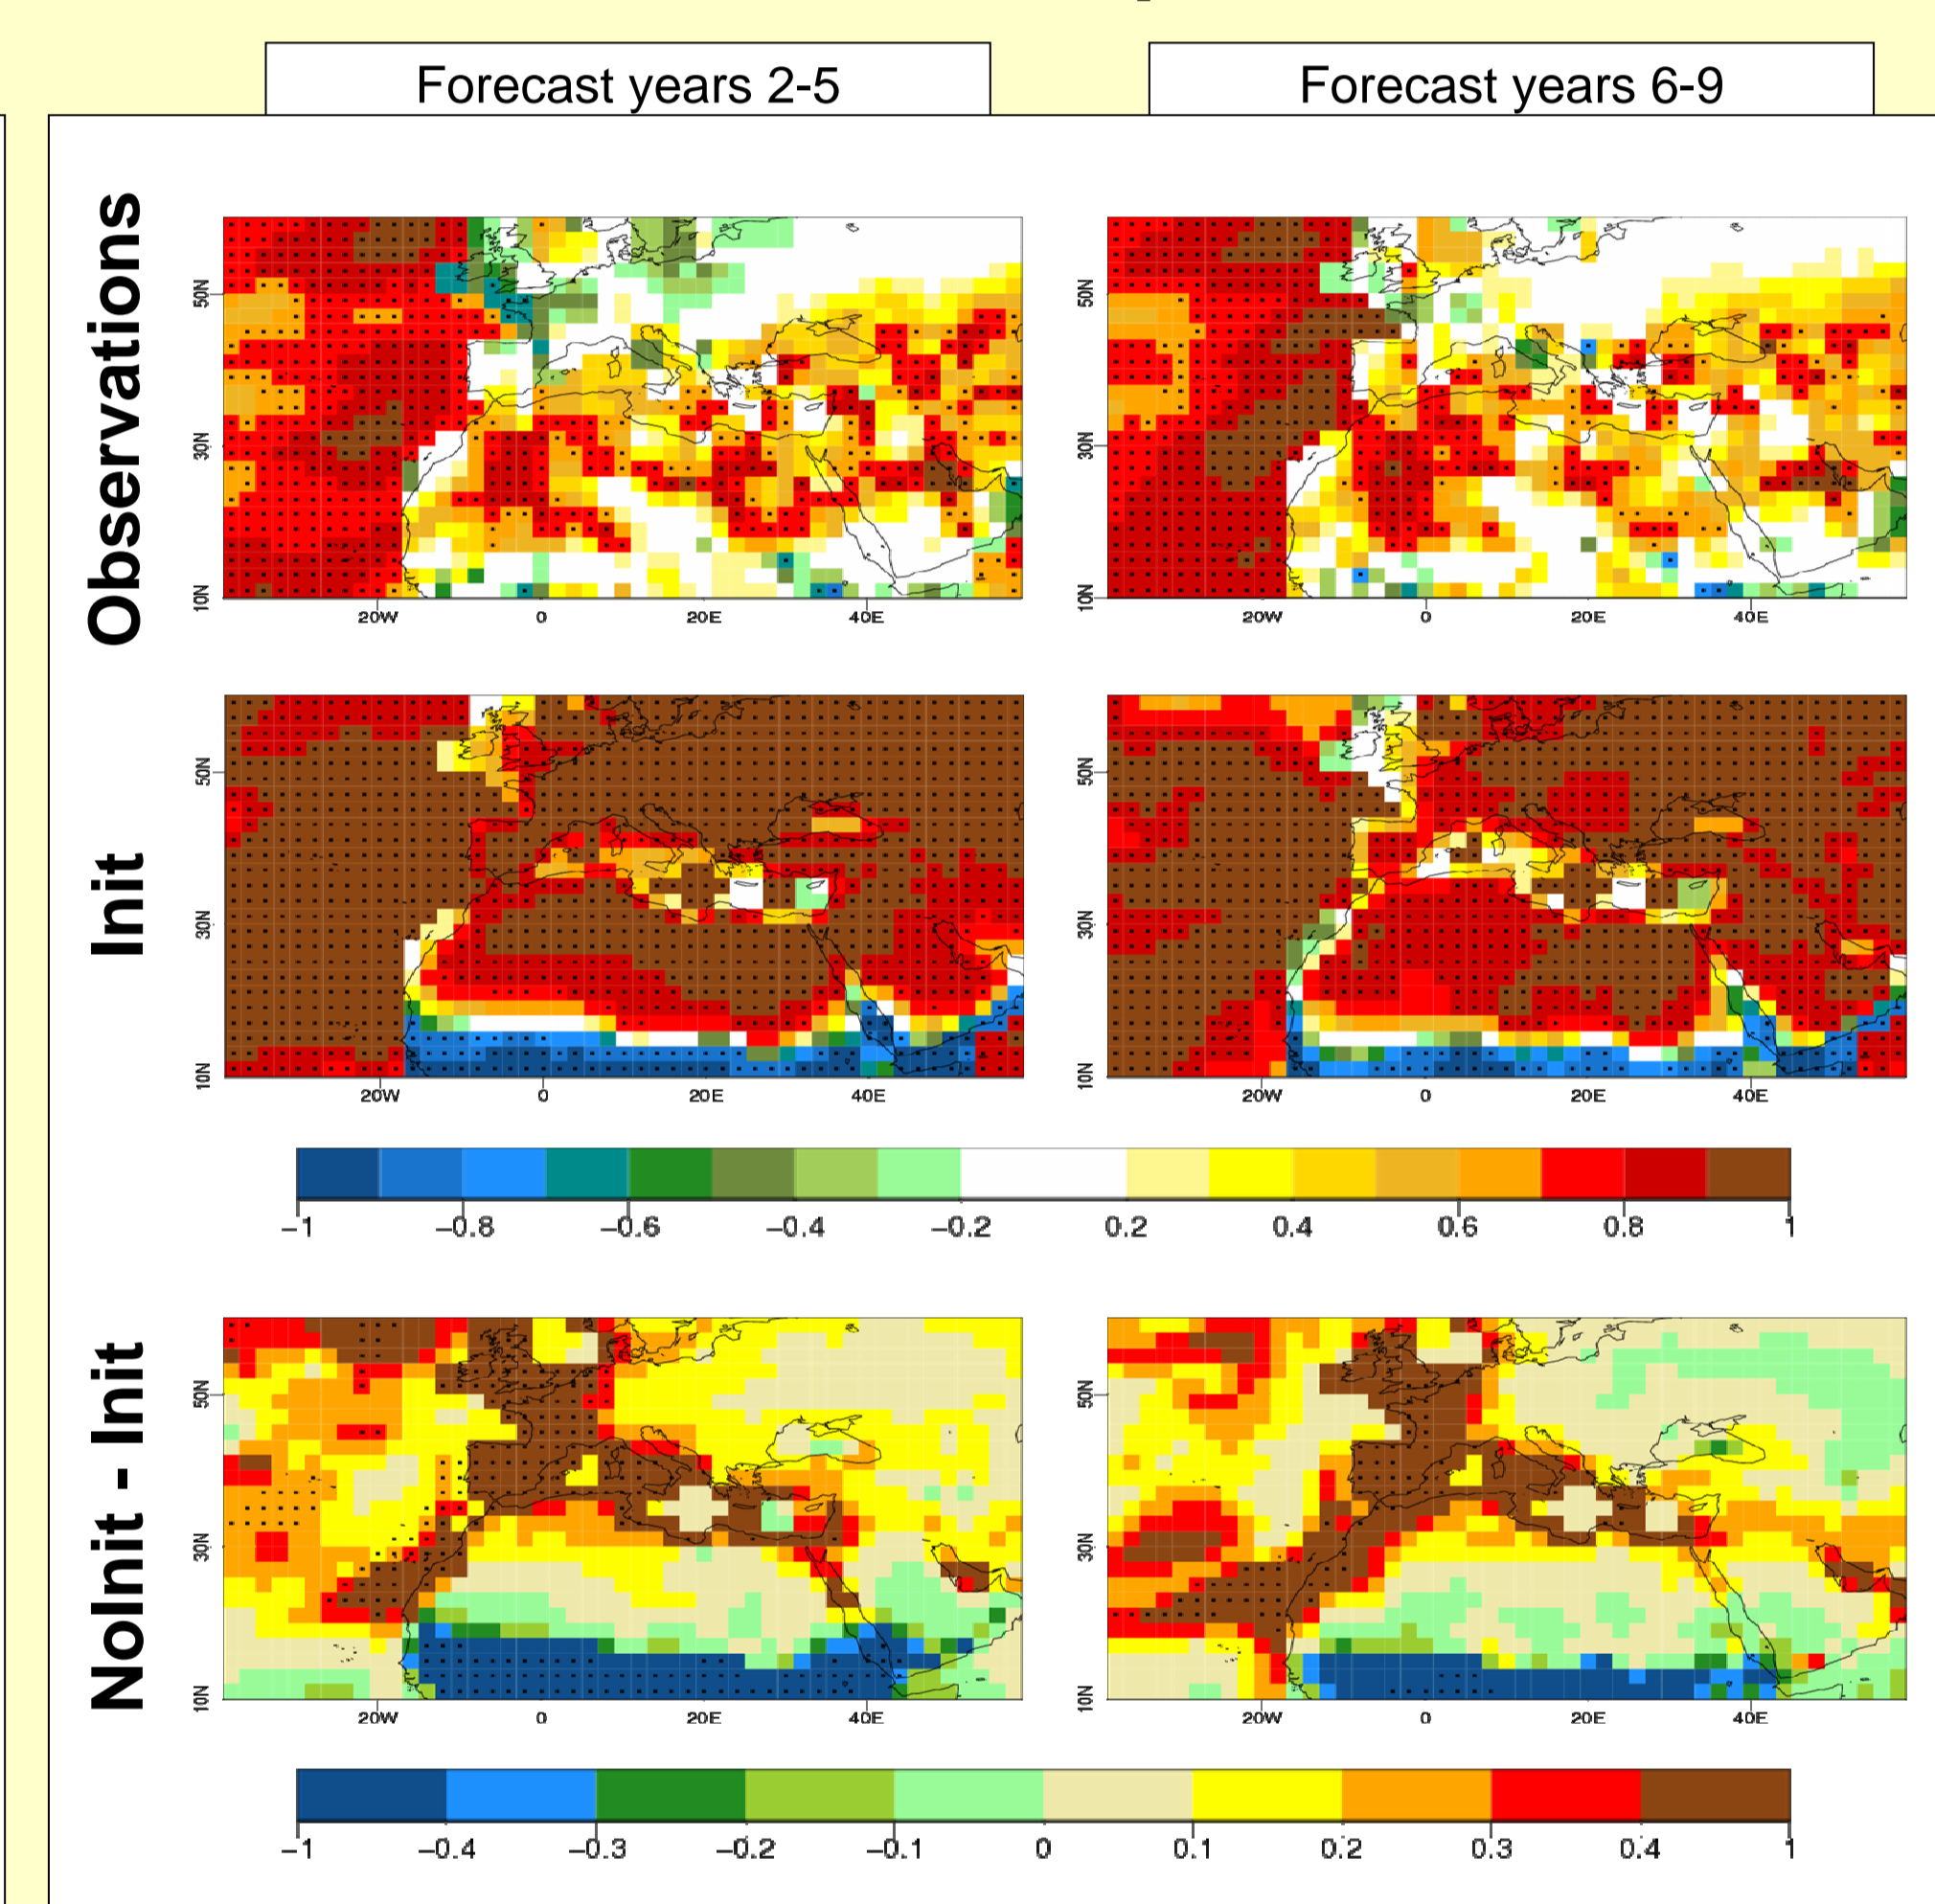 Forecast years 2-5
Forecast years 6-9
Observations
50N
30N
10N
20W 0 20E 40E
50N
30N
10N
20W 0 20E 40E
Init
50N
30N
10N
20W 0 20E 40E
50N
30N
10N
20W 0 20E 40E
−1 −0.8 −0.6 −0.4 −0.2 0.2 0.4 0.6 0.8 1
NoInit - Init
50N
30N
10N
20W 0 20E 40E
50N
30N
10N
20W 0 20E 40E
−1 −0.4 −0.3 −0.2 −0.1 0 0.1 0.2 0.3 0.4 1